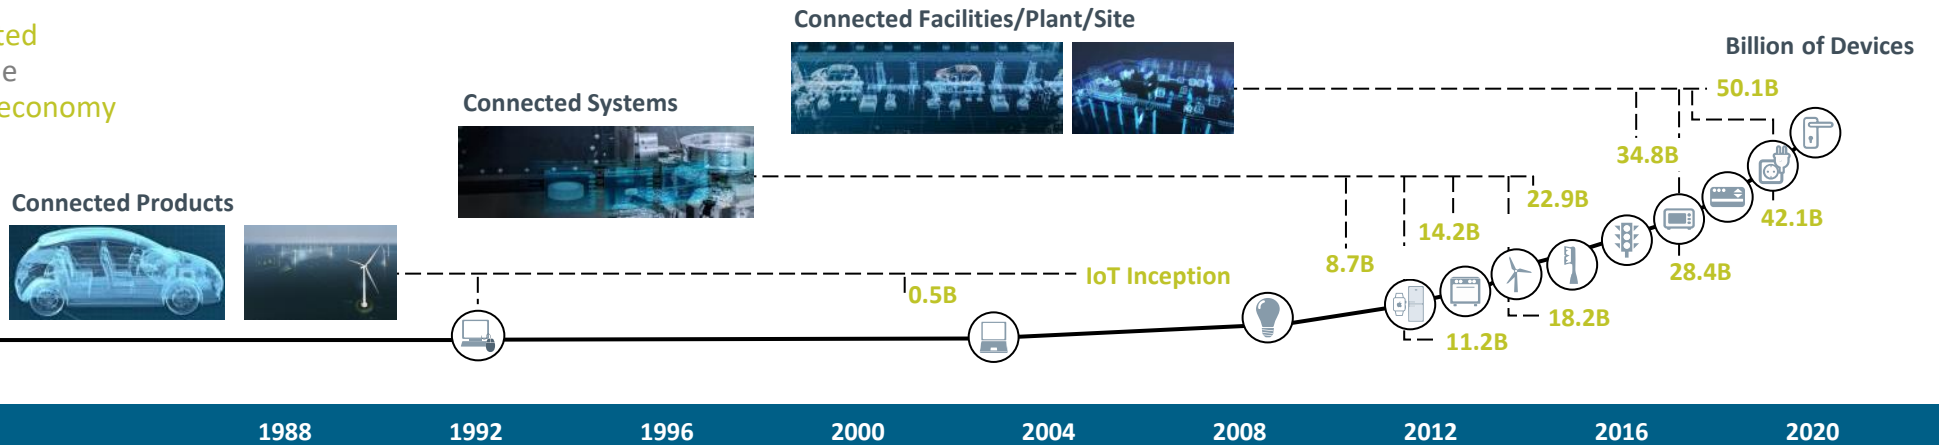 economy
Connected Facilities/Plant/Site
Billion of Devices
50.1B
Connected Systems
34.8B
22.9B
42.1B
Connected Products
14.2B
8.7B
28.4B
IoT Inception
0.5B
18.2B
11.2B
1988 1992 1996 2000 2004 2008 2012 2016 2020